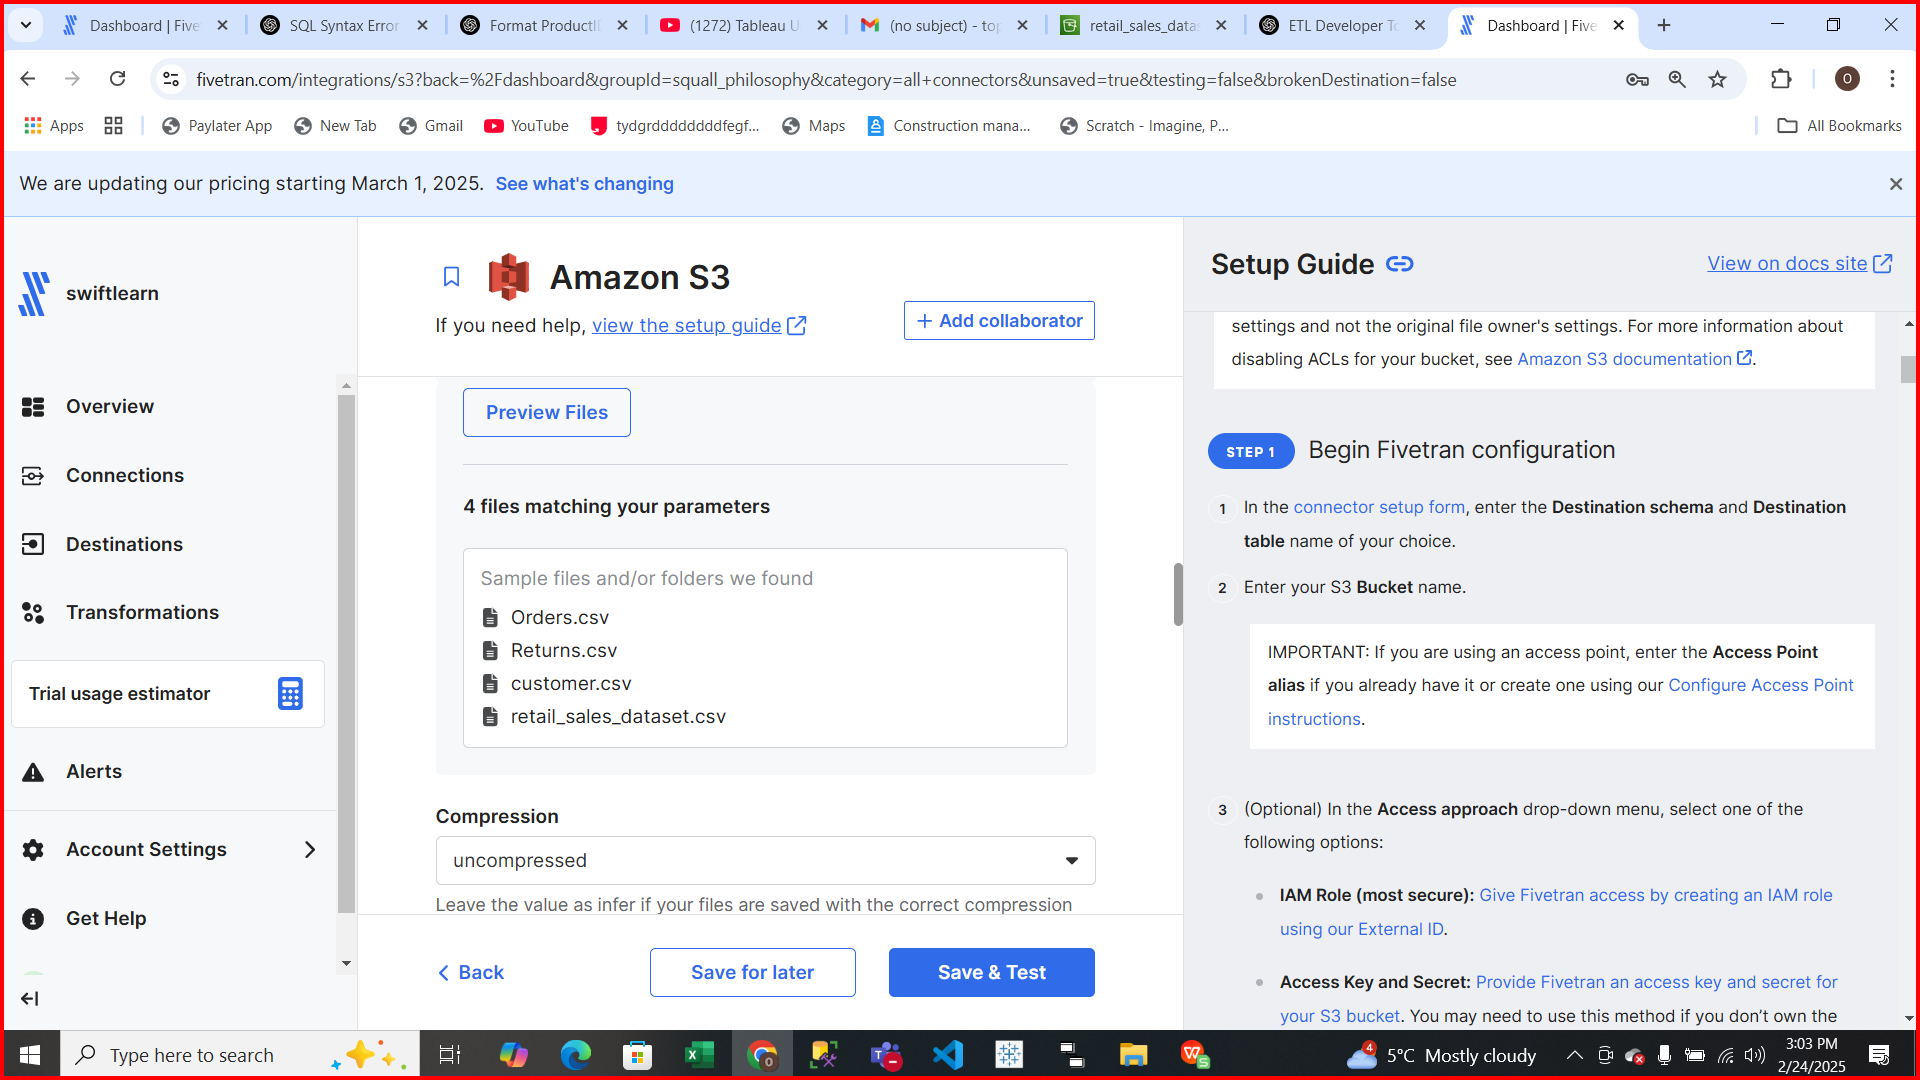 Dashboard | Five
SQL Syntax Error
Format ProductI
(1272) Tableau U
(no subject) - top
retail_sales_datas
ETL Developer To
Dashboard | Five
fivetran.com/integrations/s3?back=%2Fdashboard&groupId=squall_philosophy&category=all+connectors&unsaved=true&testing=false&brokenDestination=false
O
Apps
Paylater App
New Tab
Gmail
YouTube
tydgrdddddddfegf...
Maps
Construction mana...
Scratch - Imagine, P...
All Bookmarks
We are updating our pricing starting March 1, 2025. See what's changing
swiftlearn
Overview
Connections
Destinations
Transformations
Trial usage estimator
Alerts
Account Settings
Get Help
Amazon S3
If you need help, view the setup guide
+ Add collaborator
Preview Files
4 files matching your parameters
Sample files and/or folders we found
Orders.csv
Returns.csv
customer.csv
retail_sales_dataset.csv
Compression
uncompressed
Leave the value as infer if your files are saved with the correct compression
Back
Save for later
Save & Test
Setup Guide
View on docs site
settings and not the original file owner's settings. For more information about
disabling ACLs for your bucket, see Amazon S3 documentation.
STEP 1 Begin Fivetran configuration
1 In the connector setup form, enter the Destination schema and Destination
table name of your choice.
2 Enter your S3 Bucket name.
IMPORTANT: If you are using an access point, enter the Access Point
alias if you already have it or create one using our Configure Access Point
instructions.
3 (Optional) In the Access approach drop-down menu, select one of the
following options:
IAM Role (most secure): Give Fivetran access by creating an IAM role
using our External ID.
Access Key and Secret: Provide Fivetran an access key and secret for
your S3 bucket. You may need to use this method if you don't own the
Type here to search
4
5°C Mostly cloudy
3:03 PM
2/24/2025